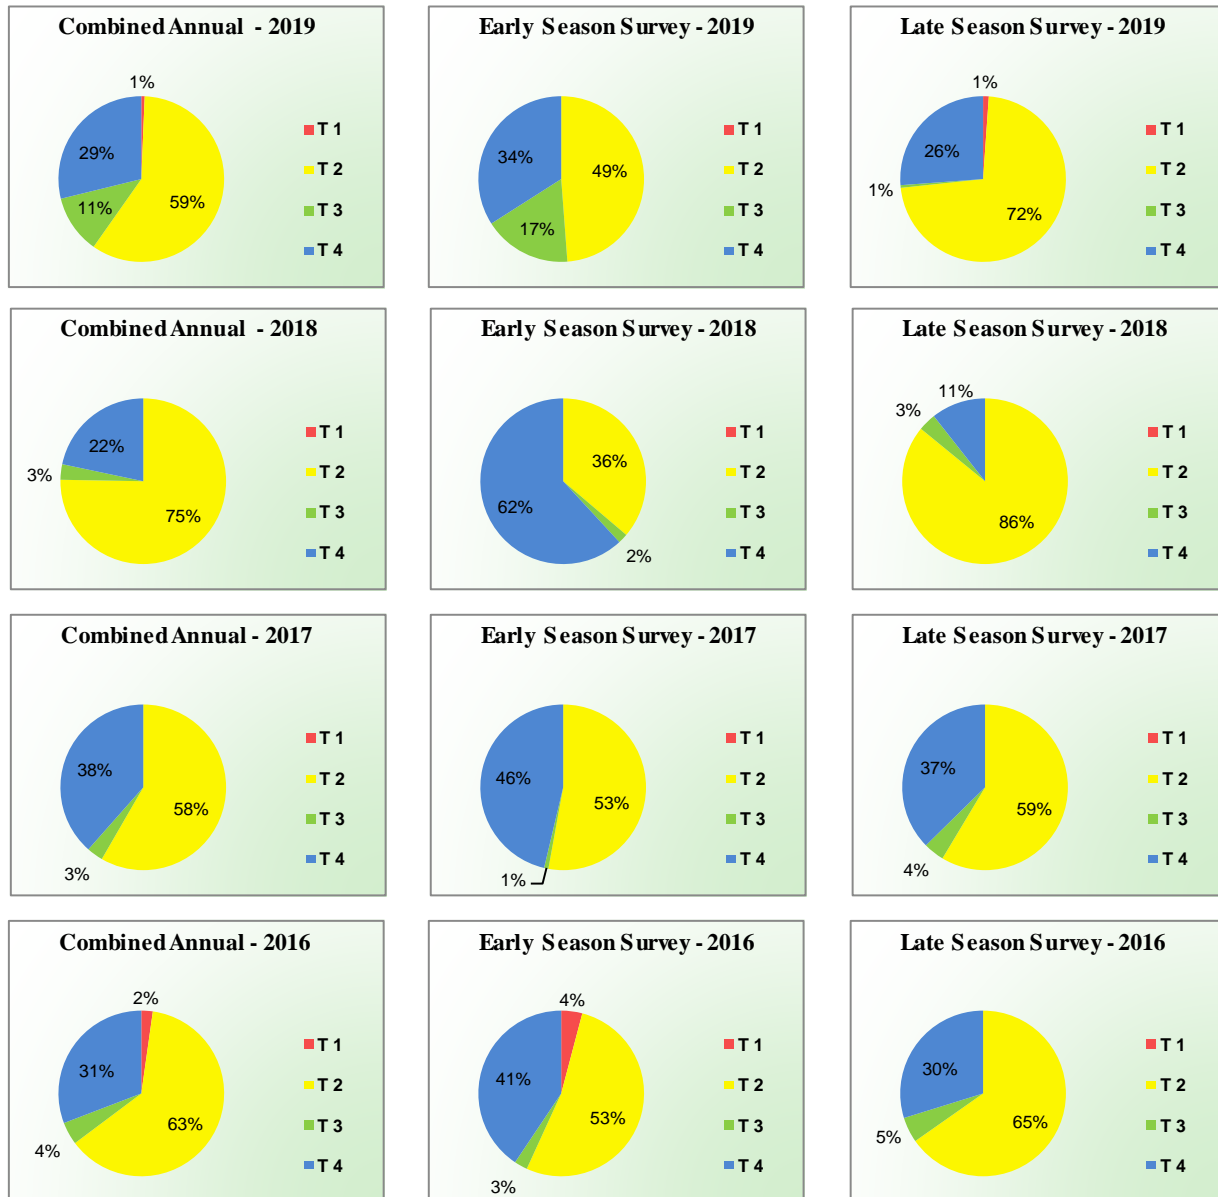 Combined Annual - 2019
1%
29%
11%
59%
T 1
T 2
T 3
T 4
Early Season Survey - 2019
34%
49%
17%
T 1
T 2
T 3
T 4
Late Season Survey - 2019
1%
26%
1%
72%
T 1
T 2
T 3
T 4
Combined Annual - 2018
22%
3%
75%
T 1
T 2
T 3
T 4
Early Season Survey - 2018
36%
62%
2%
T 1
T 2
T 3
T 4
Late Season Survey - 2018
11%
3%
86%
T 1
T 2
T 3
T 4
Combined Annual - 2017
38%
58%
3%
T 1
T 2
T 3
T 4
Early Season Survey - 2017
46%
53%
1%
T 1
T 2
T 3
T 4
Late Season Survey - 2017
37%
59%
4%
T 1
T 2
T 3
T 4
Combined Annual - 2016
2%
31%
63%
4%
T 1
T 2
T 3
T 4
Early Season Survey - 2016
4%
41%
53%
3%
T 1
T 2
T 3
T 4
Late Season Survey - 2016
30%
65%
5%
T 1
T 2
T 3
T 4